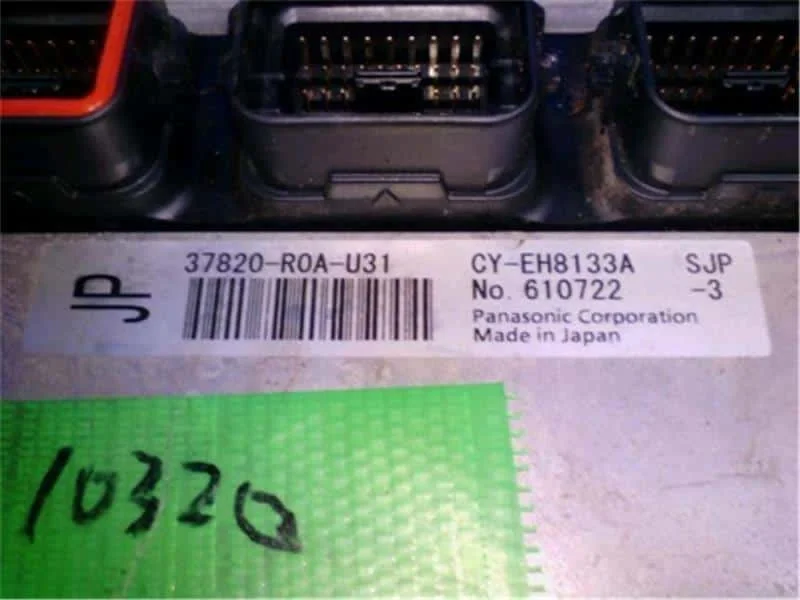 JP
37820-R0A-U31
CY-EH8133A SJP
No. 610722 -3
Panasonic Corporation
Made in Japan
10320